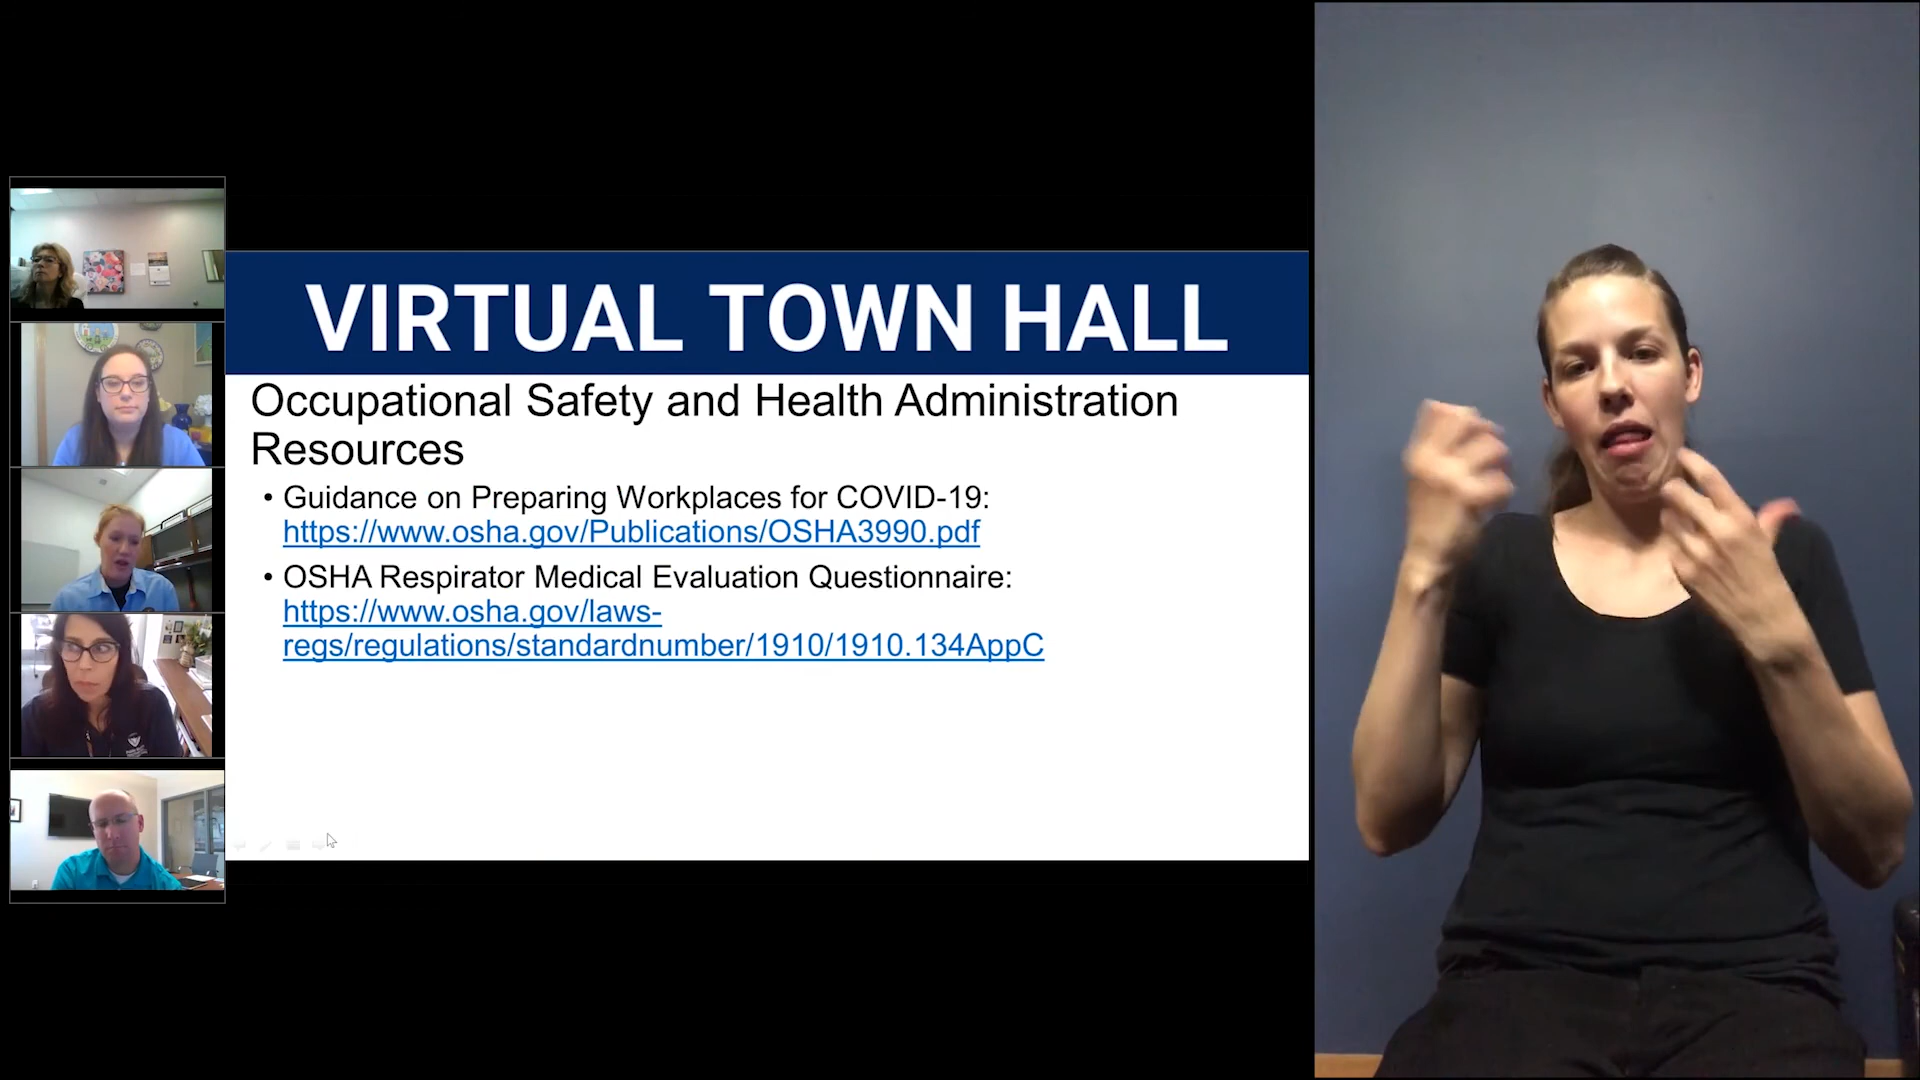 VIRTUAL TOWN HALL
Occupational Safety and Health Administration
Resources
• Guidance on Preparing Workplaces for COVID-19:
https://www.osha.gov/Publications/OSHA3990.pdf
• OSHA Respirator Medical Evaluation Questionnaire:
https://www.osha.gov/laws-
regs/regulations/standardnumber/1910/1910.134AppC